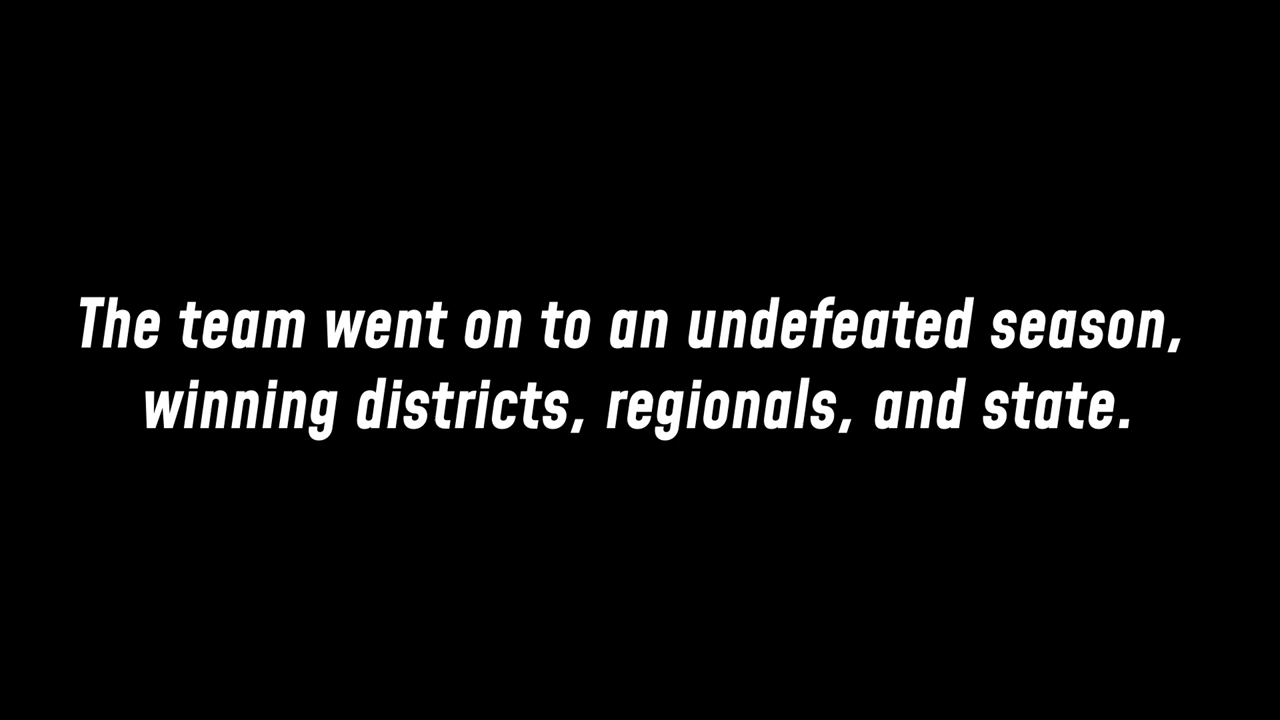 The team went on to an undefeated season,
winning districts, regionals, and state.